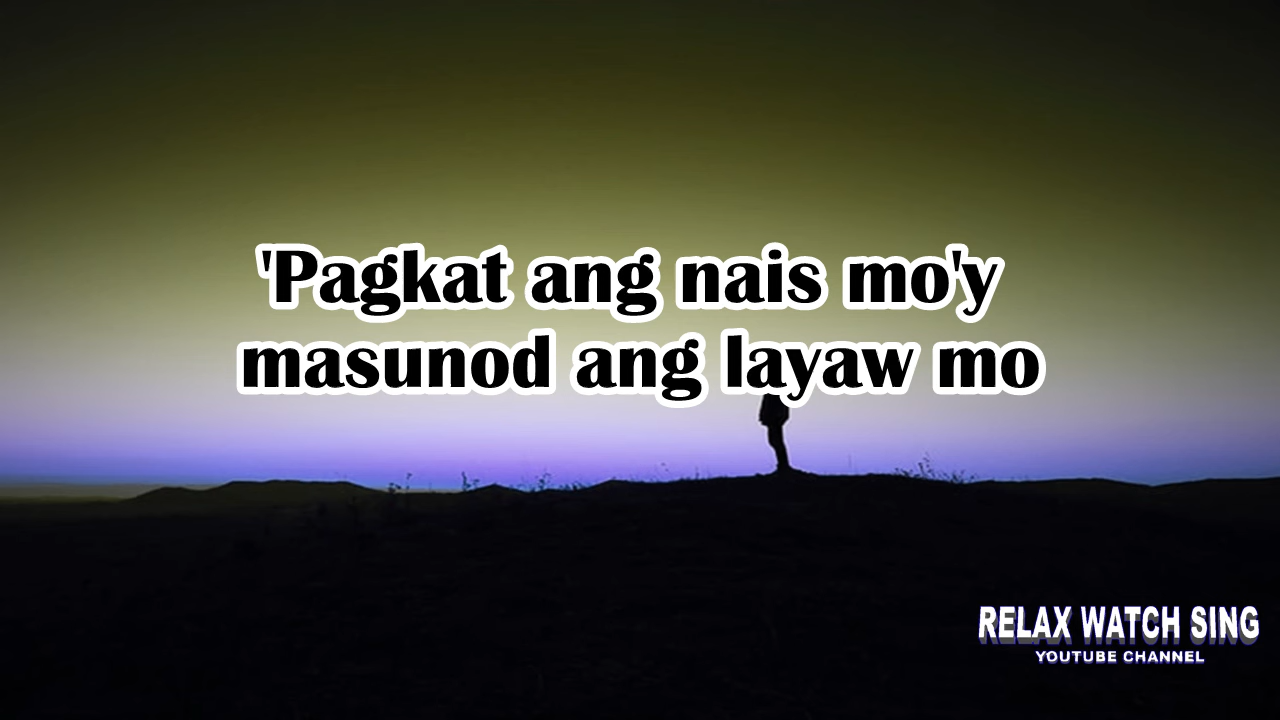 'Pagkat ang nais mo'y
masunod ang layaw mo
RELAX WATCH SING
YOUTUBE CHANNEL